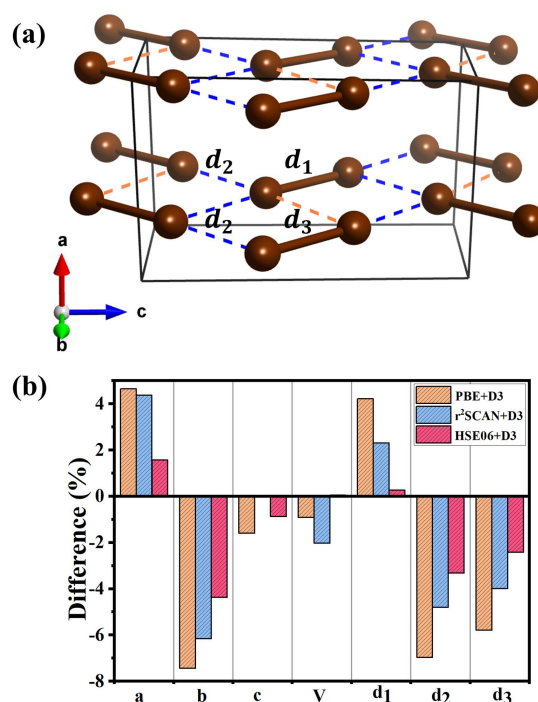 (a)
d₂ d₁
d₂ d₃
a
c
b
(b)
Difference (%)
4
2
0
-2
-4
-6
-8
PBE+D3
r²SCAN+D3
HSE06+D3
a b c V d₁ d₂ d₃